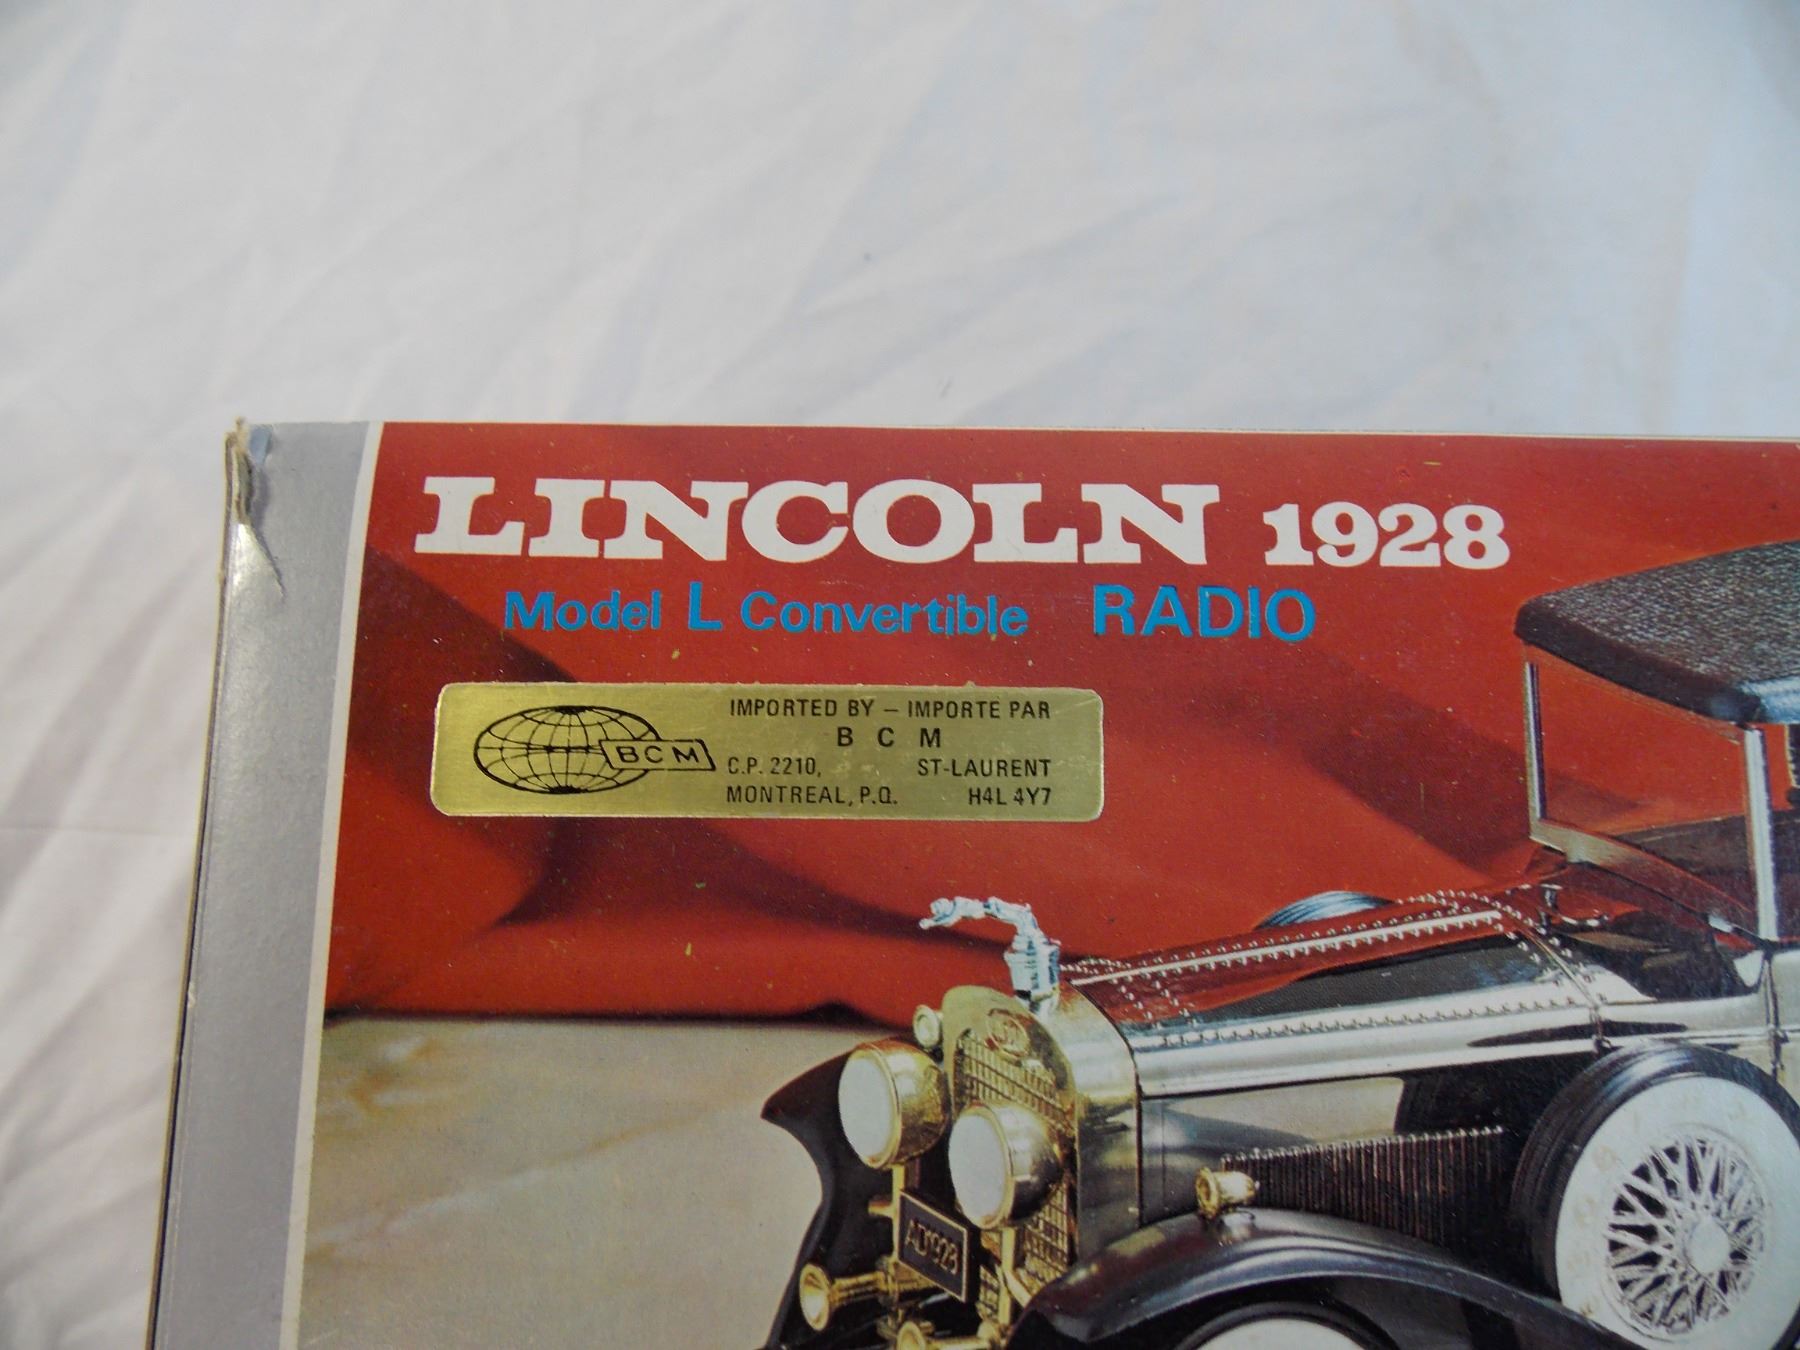 LINCOLN 1928
Model L Convertible RADIO
IMPORTED BY – IMPORTE PAR
B C M
BCM
C.P. 2210, ST-LAURENT
MONTREAL, P.Q. H4L 4Y7
AD1928